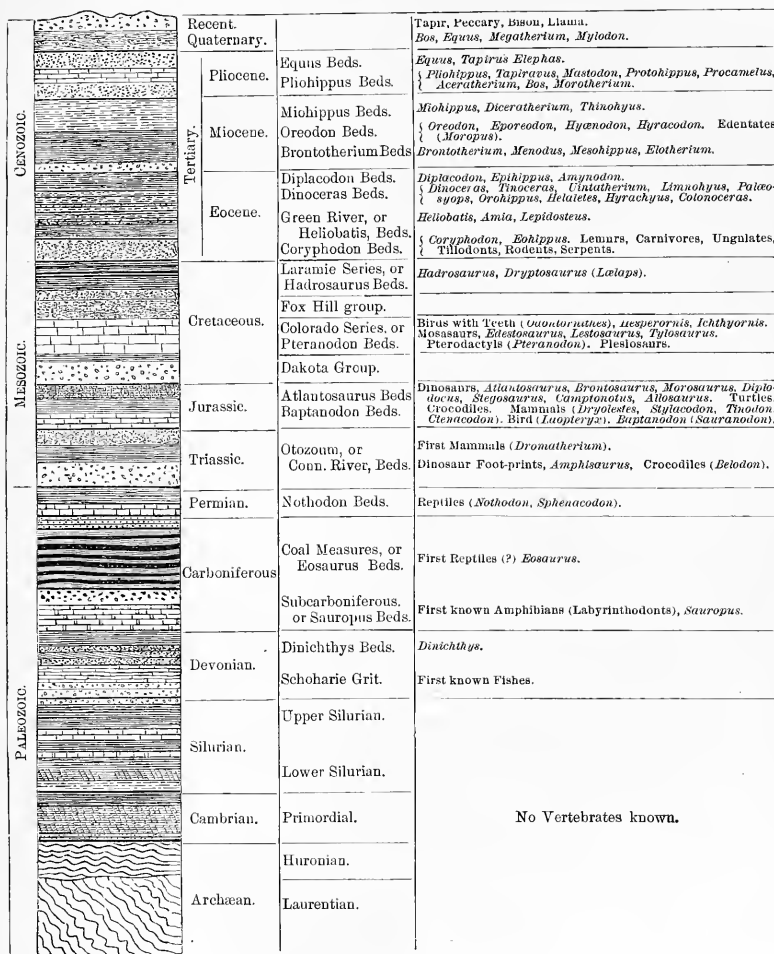 CENOZOIC.
MESOZOIC.
PALEOZOIC.
Recent.
Quaternary.
Tapir, Peccary, Bison, Llama.
Bos, Equus, Megatherium, Mylodon.
Tertiary.
Pliocene.
Equus Beds.
Pliohippus Beds.
Equus, Tapirus Elephas.
Pliohippus, Tapiravus, Mastodon, Protohippus, Procamelus,
Aceratherium, Bos, Morotherium.
Miocene.
Miohippus Beds.
Oreodon Beds.
Brontotherium Beds
Miohippus, Diceratherium, Thinohyus.
Oreodon, Eporeodon, Hyænodon, Hyracodon. Edentates
(Moropus).
Brontotherium, Menodus, Mesohippus, Elotherium.
Eocene.
Diplacodon Beds.
Dinoceras Beds.
Green River, or
Heliobatis, Beds.
Coryphodon Beds.
Diplacodon, Epihippus, Amynodon.
Dinoceras, Tinoceras, Uintatherium, Limnohyus, Palæo-
syops, Orohippus, Helaletes, Hyrachyus, Colonoceras.
Heliobatis, Amia, Lepidosteus.
Coryphodon, Eohippus. Lemurs, Carnivores, Ungulates,
Tillodonts, Rodents, Serpents.
Cretaceous.
Laramie Series, or
Hadrosaurus Beds.
Fox Hill group.
Colorado Series, or
Pteranodon Beds.
Dakota Group.
Hadrosaurus, Dryptosaurus (Lælaps).
Birds with Teeth (Odontornithes), Hesperornis, Ichthyornis.
Mosasaurs, Edestosaurus, Lestosaurus, Tylosaurus.
Pterodactyls (Pteranodon). Plesiosaurs.
Jurassic.
Atlantosaurus Beds
Baptanodon Beds.
Dinosaurs, Atlantosaurus, Brontosaurus, Morosaurus, Diplo-
docus, Stegosaurus, Camptonotus, Allosaurus. Turtles,
Crocodiles. Mammals (Dryolestes, Stylacodon, Tinodon,
Ctenacodon). Bird (Laopteryx). Baptanodon (Sauranodon).
Triassic.
Otozoum, or
Conn. River, Beds.
First Mammals (Dromatherium).
Dinosaur Foot-prints, Amphisaurus, Crocodiles (Belodon).
Permian.
Nothodon Beds.
Reptiles (Nothodon, Sphenacodon).
Carboniferous
Coal Measures, or
Eosaurus Beds.
Subcarboniferous.
or Sauropus Beds.
First Reptiles (?) Eosaurus.
First known Amphibians (Labyrinthodonts), Sauropus.
Devonian.
Dinichthys Beds.
Schoharie Grit.
Dinichthys.
First known Fishes.
Silurian.
Upper Silurian.
Lower Silurian.
Cambrian.
Primordial.
No Vertebrates known.
Archæan.
Huronian.
Laurentian.